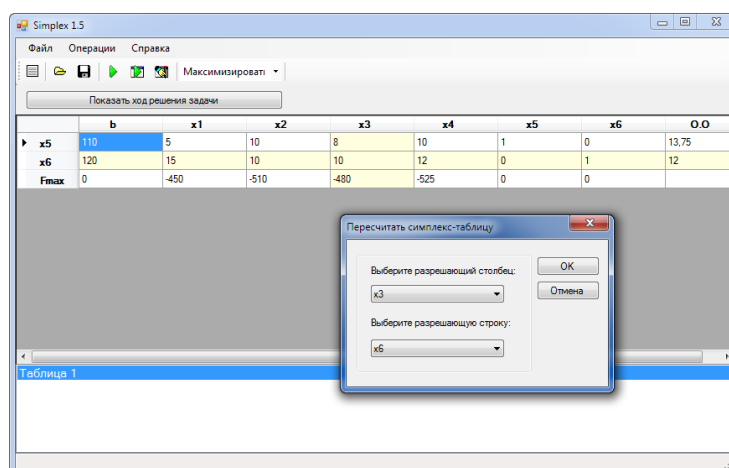 Simplex 1.5
Файл Операции Справка
Максимизироватı
Показать ход решения задачи
b x1 x2 x3 x4 x5 x6 O.O
x5 110 5 10 8 10 1 0 13,75
x6 120 15 10 10 12 0 1 12
Fmax 0 -450 -510 -480 -525 0 0
Пересчитать симплекс-таблицу
Выберите разрешающий столбец:
OK
x3
Отмена
Выберите разрешающую строку:
x6
Таблица 1